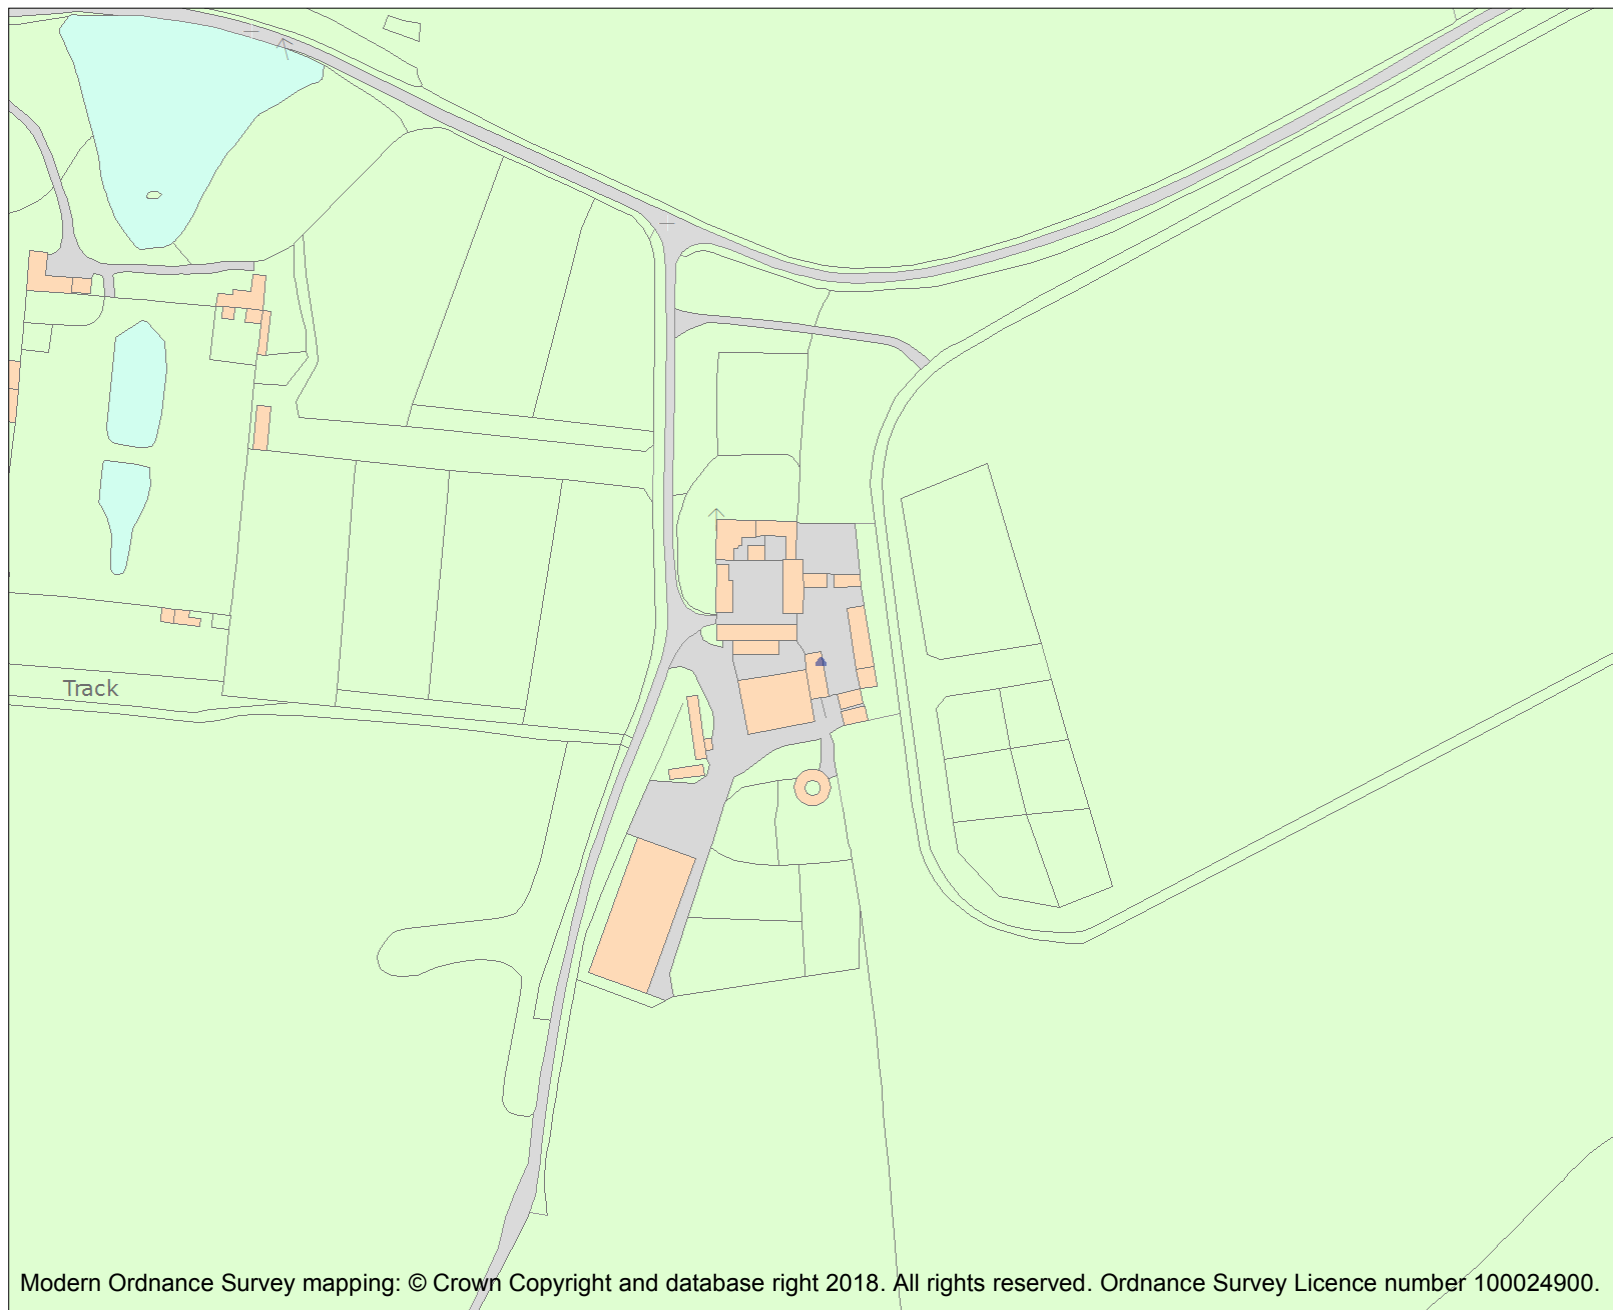 Track
Modern Ordnance Survey mapping: © Crown Copyright and database right 2018. All rights reserved. Ordnance Survey Licence number 100024900.